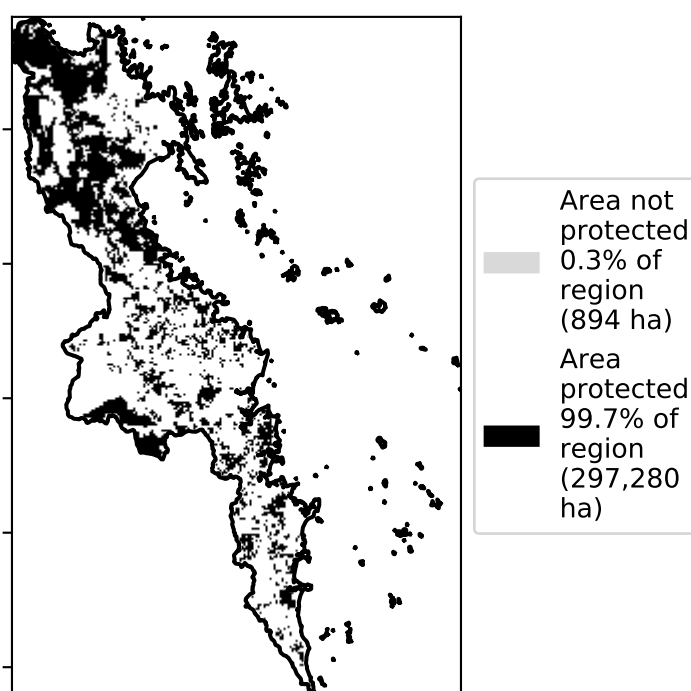 Area not
protected
0.3% of
region
(894 ha)
Area
protected
99.7% of
region
(297,280
ha)